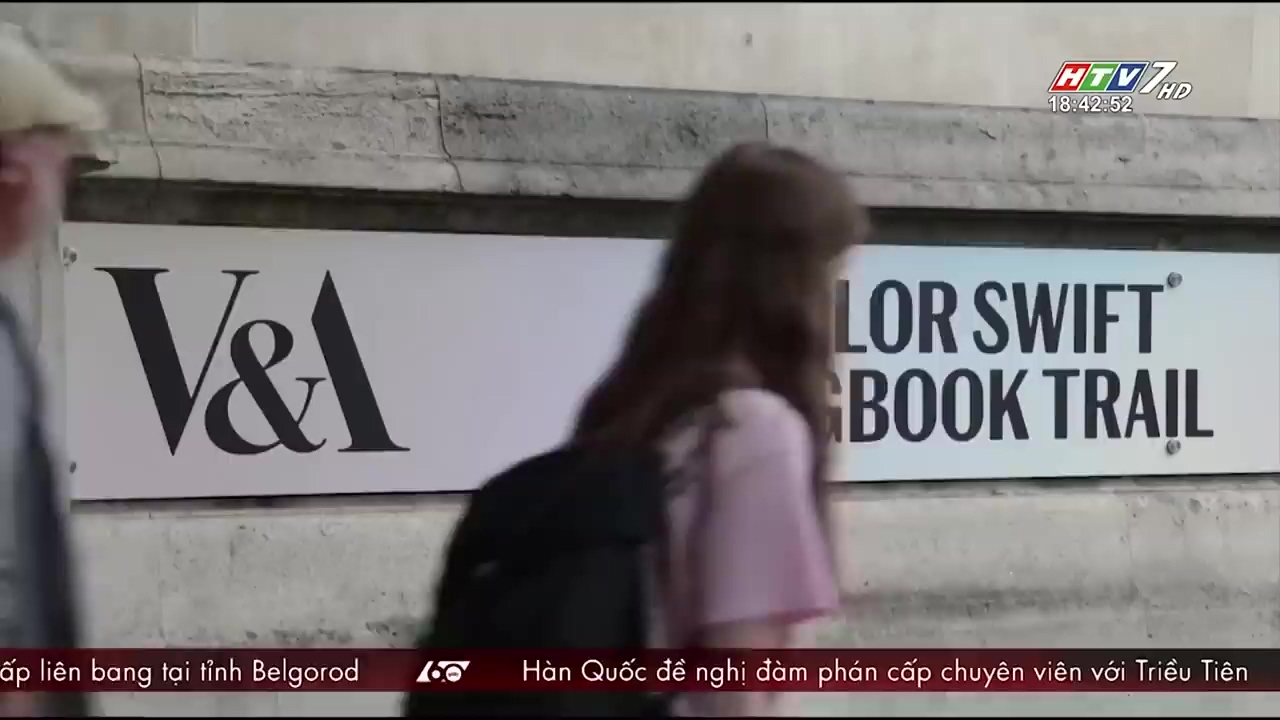 HTV7 HD
18:42:52
V&A
LOR SWIFT
GBOOK TRAIL
ấp liên bang tại tỉnh Belgorod
60
Hàn Quốc đề nghị đàm phán cấp chuyên viên với Triều Tiên